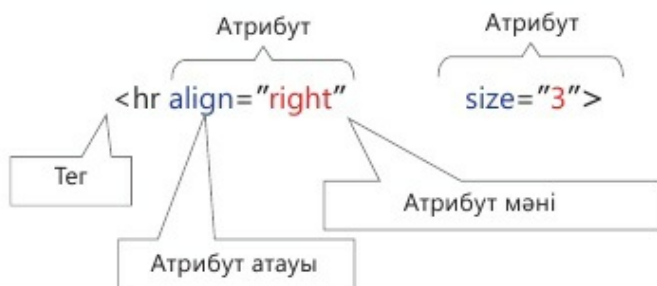 Атрибут Атрибут
<hr align="right" size="3">
Тег
Атрибут мәні
Атрибут атауы